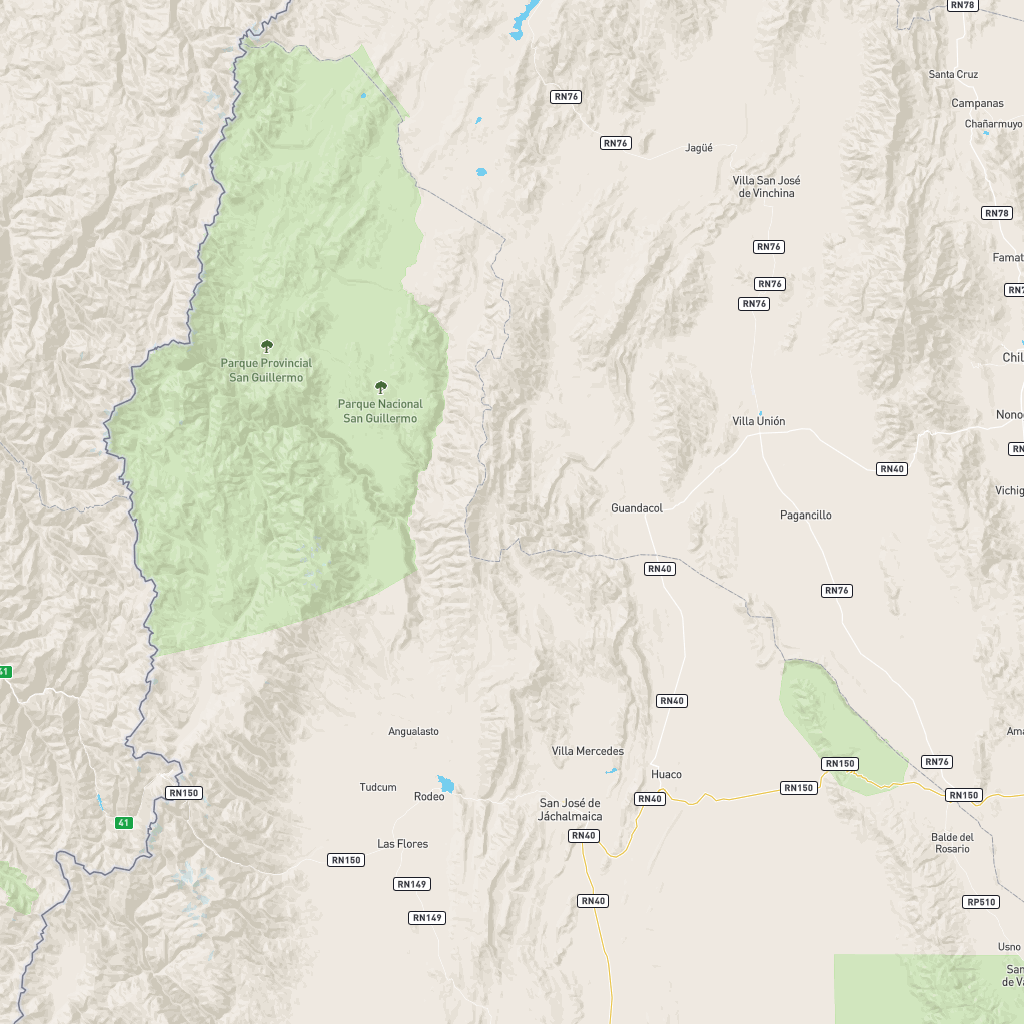 RN78
Santa Cruz
RN76
Campanas
Chañarmuyo
RN76
Jagüé
Villa San José
de Vinchina
RN78
RN76
Famat
RN76
RN7
RN76
Parque Provincial
San Guillermo
Chil
Parque Nacional
San Guillermo
Nono
Villa Unión
RN
RN40
Vichig
Guandacol
Pagancillo
RN40
RN76
41
RN40
Angualasto
Ama
Villa Mercedes
RN76
RN150
Huaco
Tudcum
RN150
RN150
Rodeo
RN40
RN150
San José de
Jáchalmaica
41
RN40
Balde del
Rosario
Las Flores
RN150
RN149
RN40
RP510
RN149
Usno
San
de Va